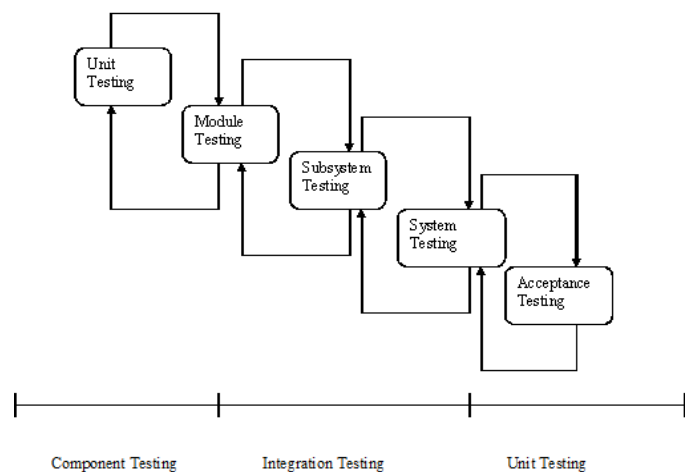 Unit
Testing
Module
Testing
Subsystem
Testing
System
Testing
Acceptance
Testing
Component Testing
Integration Testing
Unit Testing